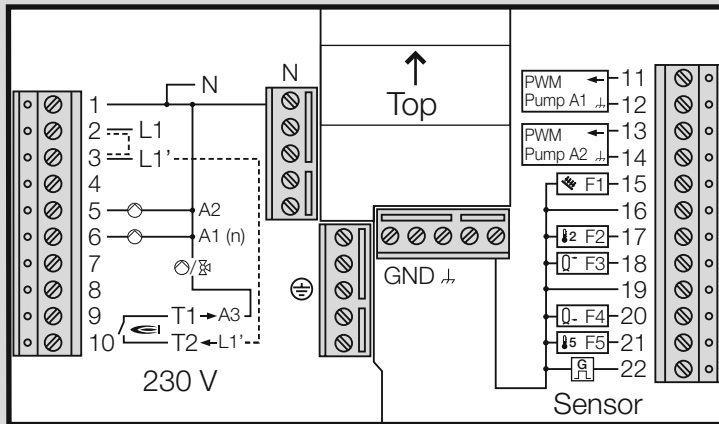 N
N
1
2 L1
3 L1'
4
5 A2
6 A1 (n)
7
8
9 T1 A3
10 T2 L1'
230 V
Top
GND
PWM
Pump A1
11
12
PWM
Pump A2
13
14
F1 15
16
2 F2 17
F3 18
19
F4 20
5 F5 21
G 22
Sensor